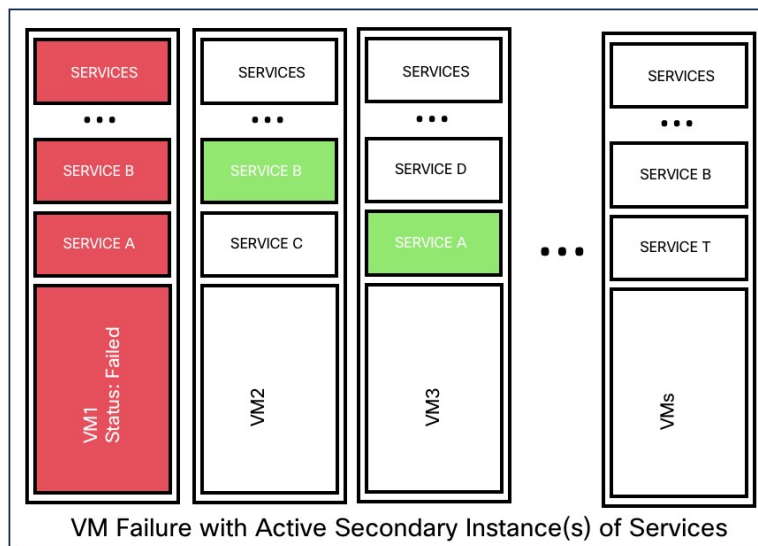 SERVICES
...
SERVICE B
SERVICE A
VM1
Status: Failed
SERVICES
...
SERVICE B
SERVICE C
VM2
SERVICES
...
SERVICE D
SERVICE A
VM3
...
SERVICES
...
SERVICE B
SERVICE T
VMs
VM Failure with Active Secondary Instance(s) of Services